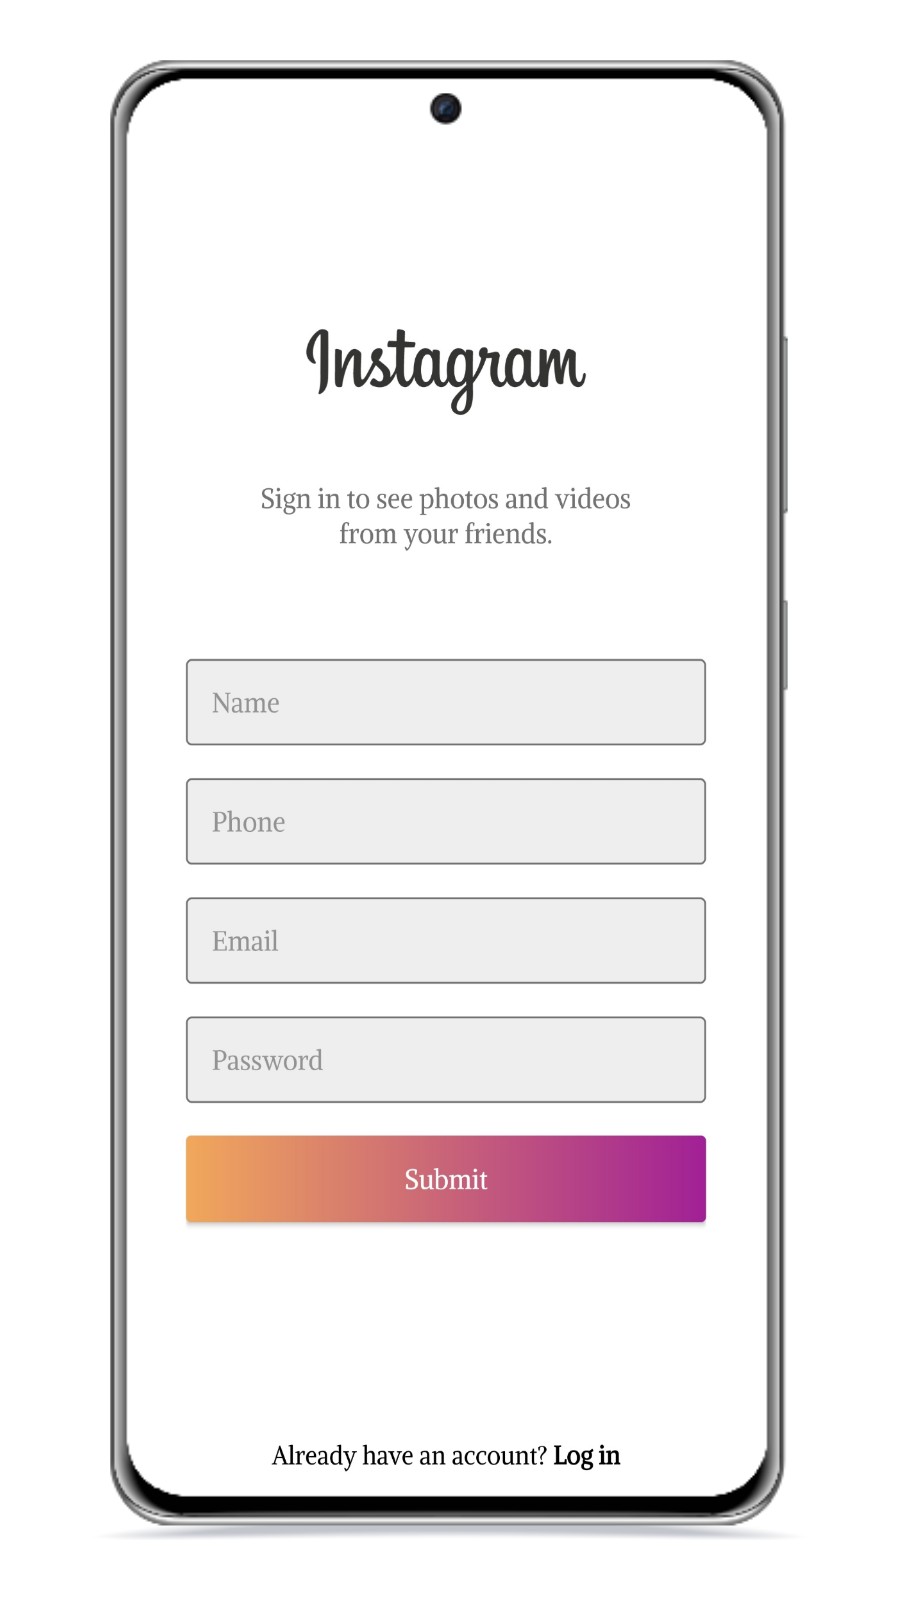 Instagram
Sign in to see photos and videos
from your friends.
Name
Phone
Email
Password
Submit
Already have an account? Log in